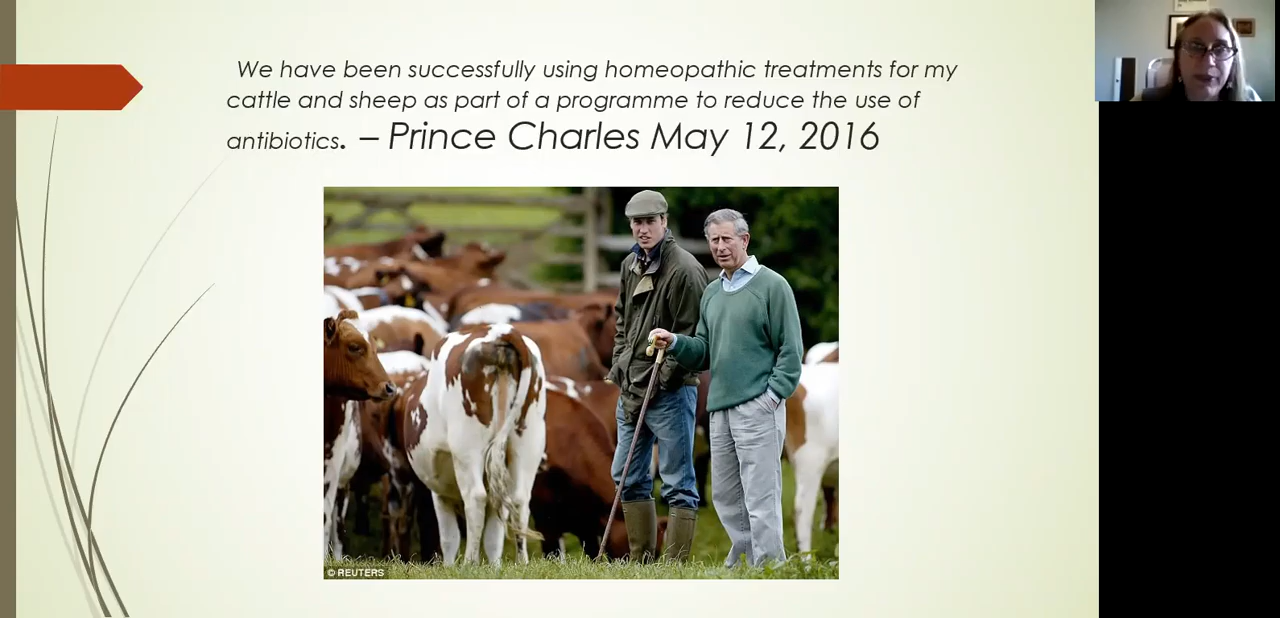 We have been successfully using homeopathic treatments for my
cattle and sheep as part of a programme to reduce the use of
antibiotics. – Prince Charles May 12, 2016
© REUTERS